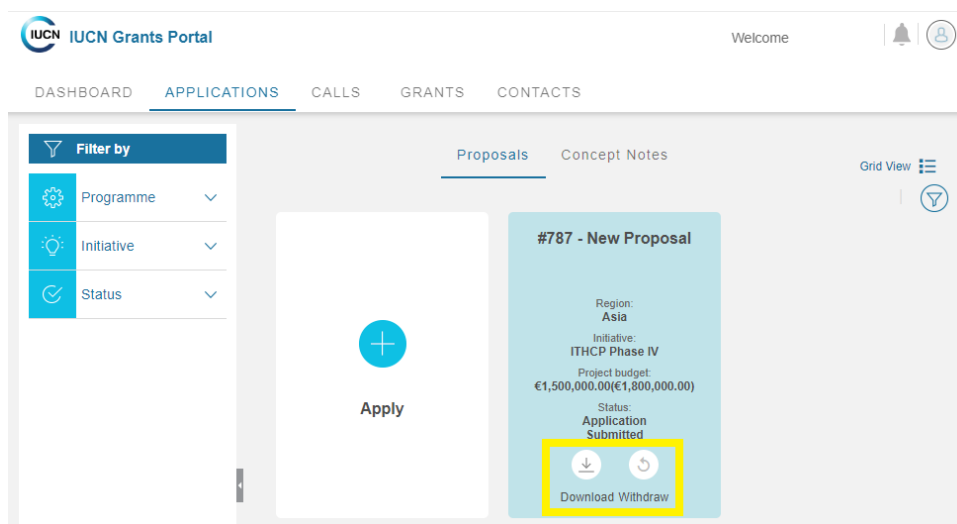 IUCN IUCN Grants Portal
Welcome
DASHBOARD APPLICATIONS CALLS GRANTS CONTACTS
Filter by
Programme
Initiative
Status
Proposals Concept Notes
Grid View
Apply
#787 - New Proposal
Region:
Asia
Initiative:
ITHCP Phase IV
Project budget:
€1,500,000.00(€1,800,000.00)
Status:
Application
Submitted
Download Withdraw